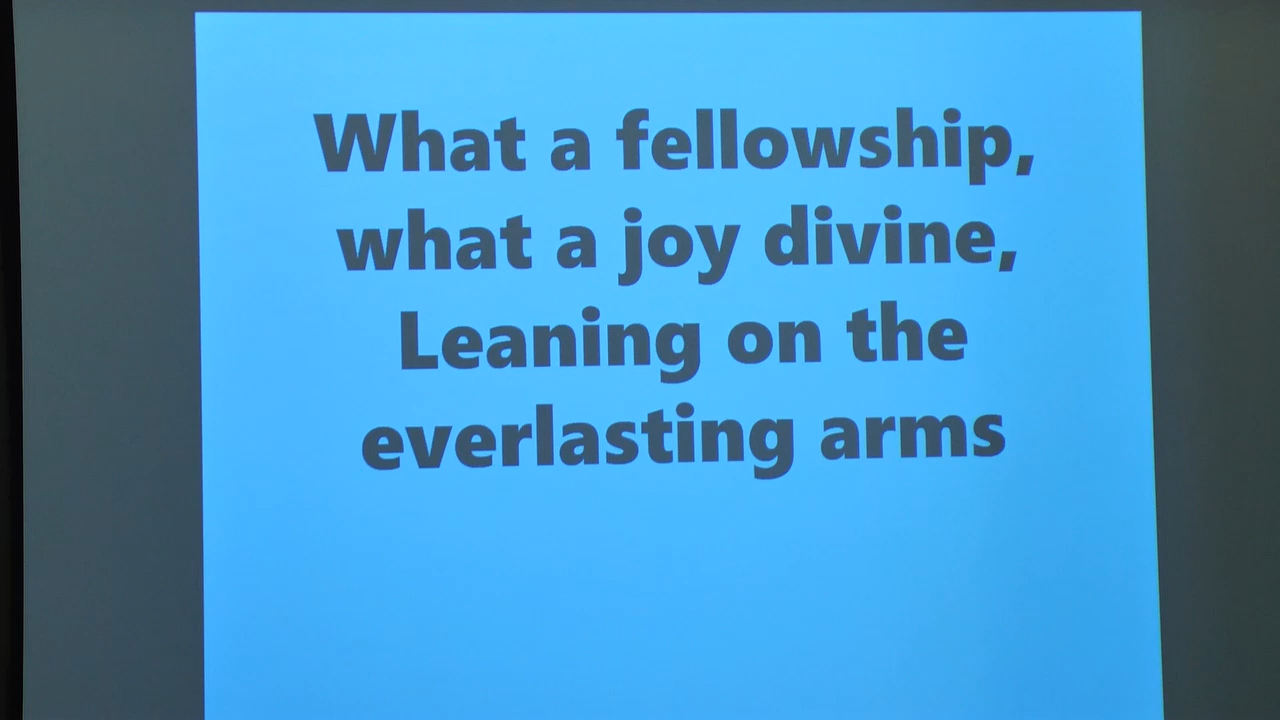 What a fellowship,
what a joy divine,
Leaning on the
everlasting arms